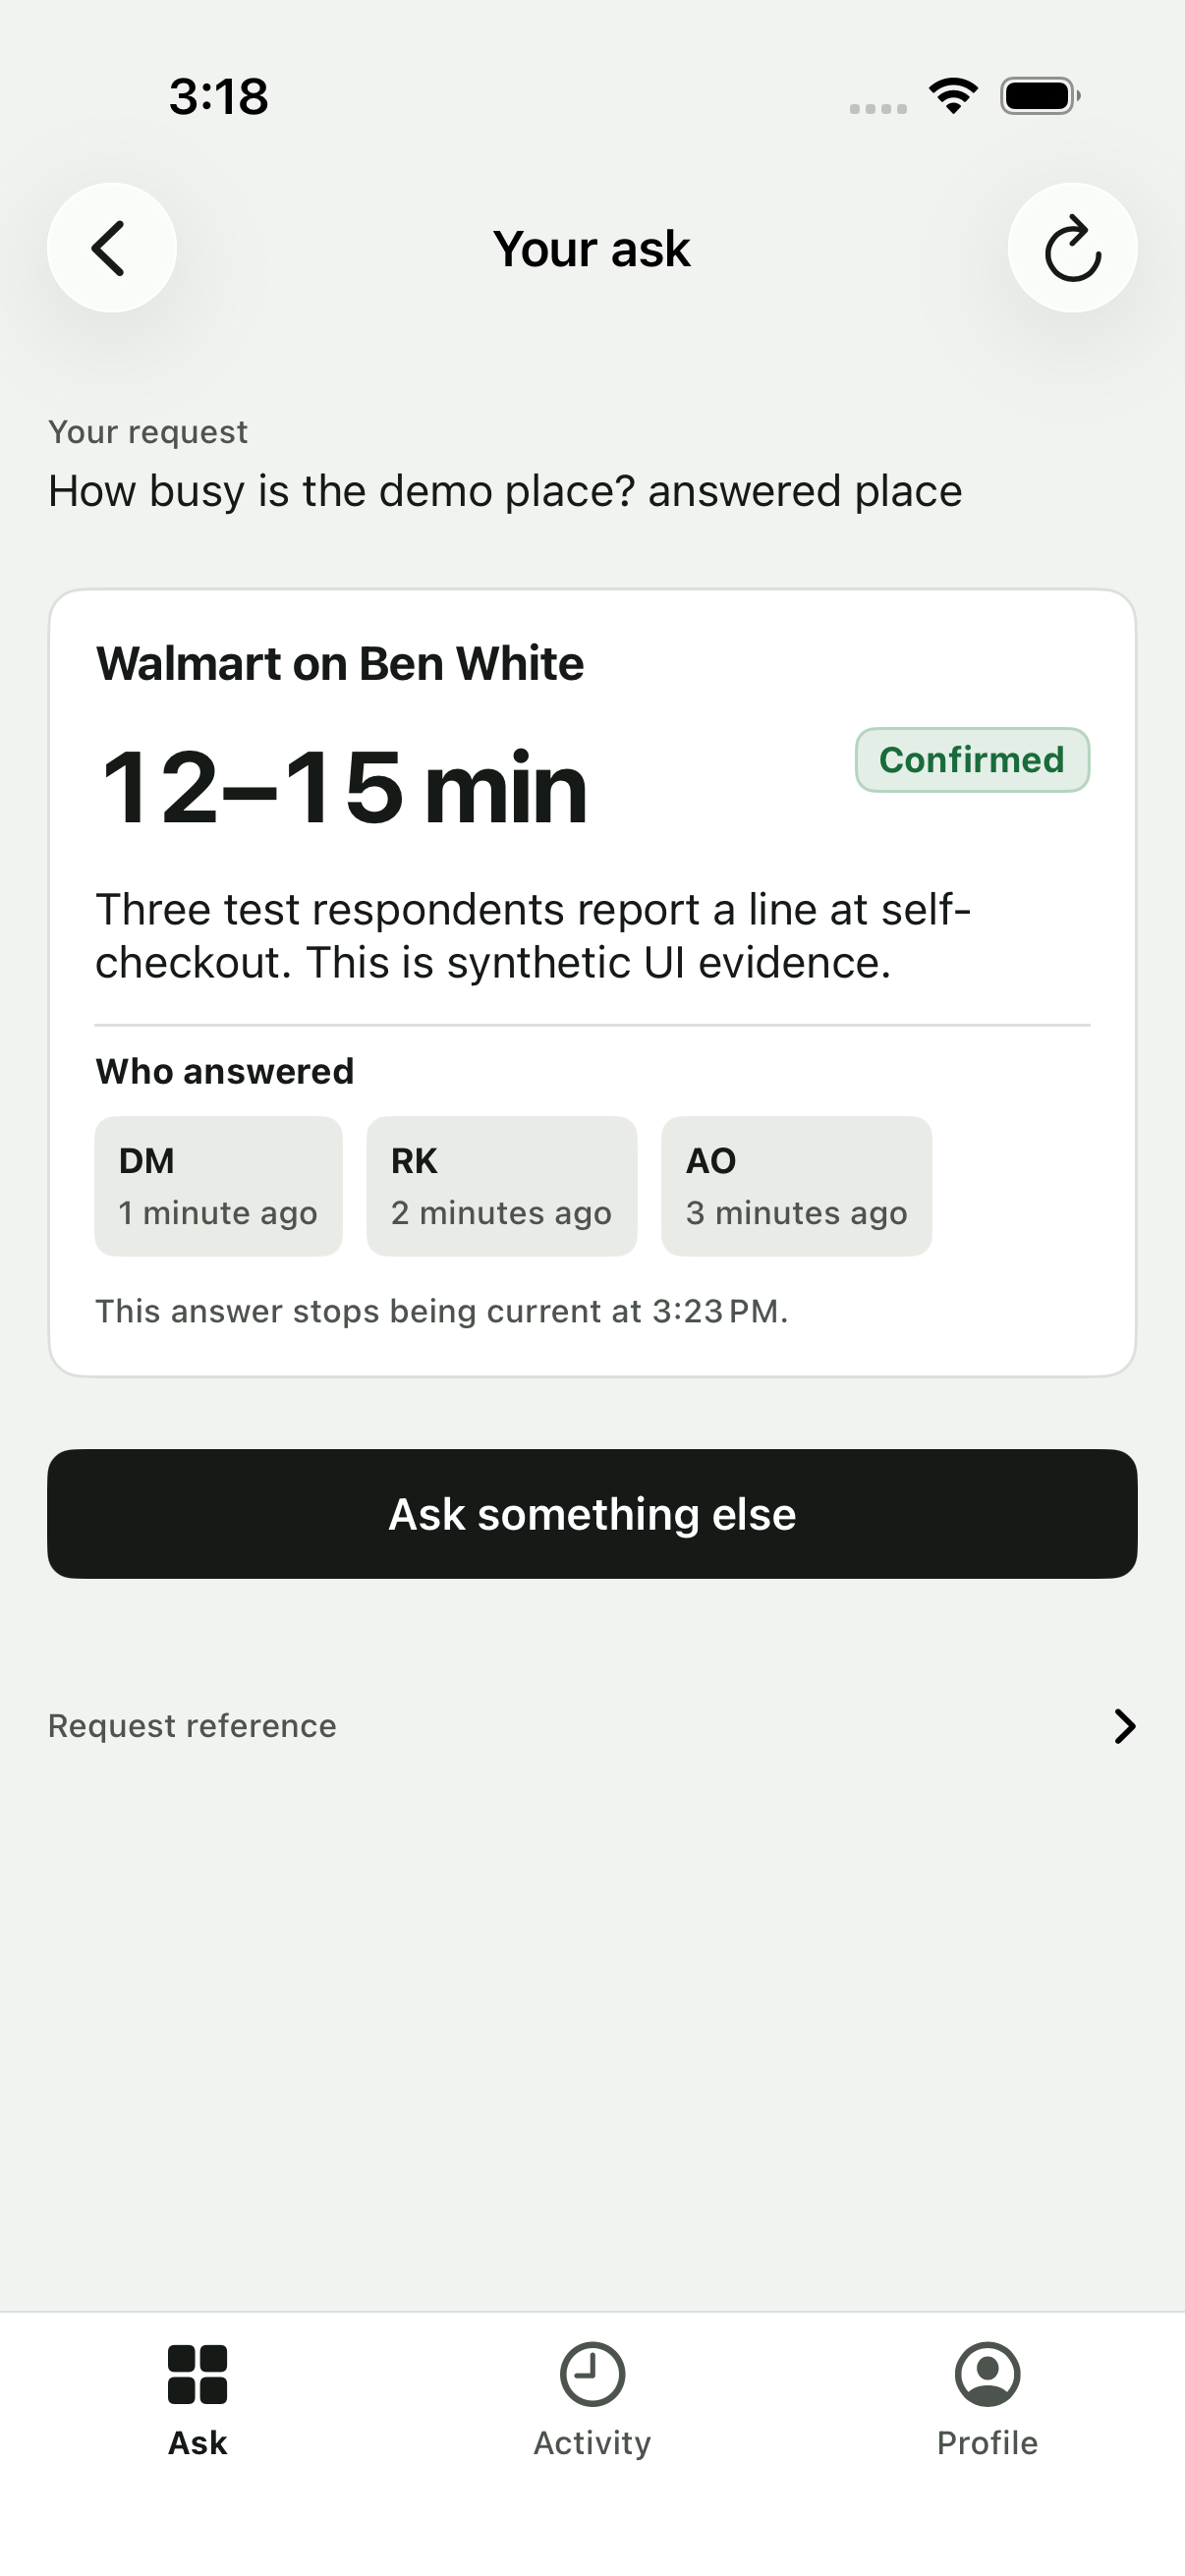 3:18
Your ask
Your request
How busy is the demo place? answered place
Walmart on Ben White
12–15 min
Confirmed
Three test respondents report a line at self-
checkout. This is synthetic UI evidence.
Who answered
DM
1 minute ago
RK
2 minutes ago
AO
3 minutes ago
This answer stops being current at 3:23 PM.
Ask something else
Request reference
Ask
Activity
Profile